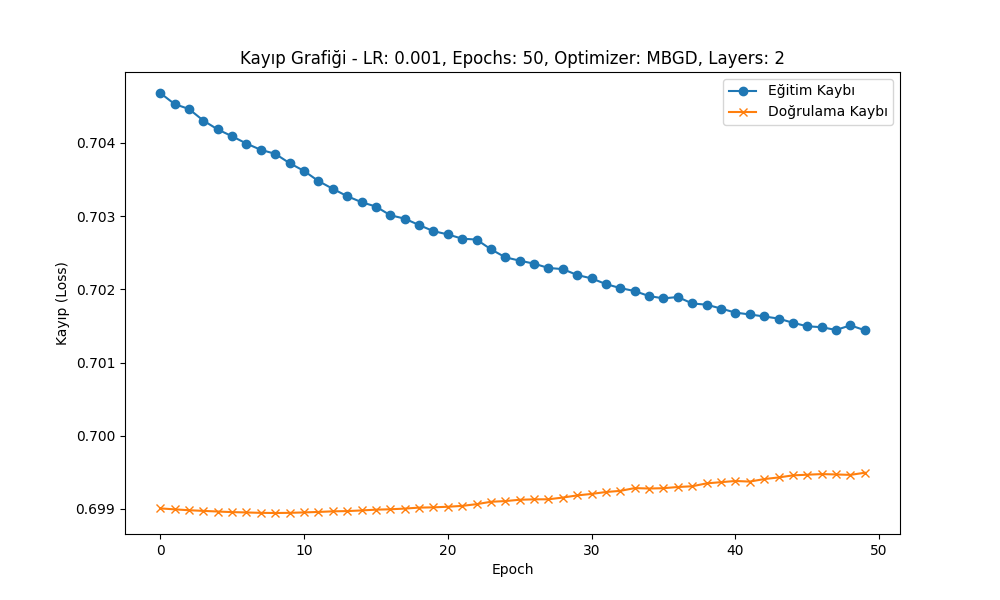 Kayıp Grafiği - LR: 0.001, Epochs: 50, Optimizer: MBGD, Layers: 2
Eğitim Kaybı
Doğrulama Kaybı
Kayıp (Loss)
0.704
0.703
0.702
0.701
0.700
0.699
0 10 20 30 40 50
Epoch